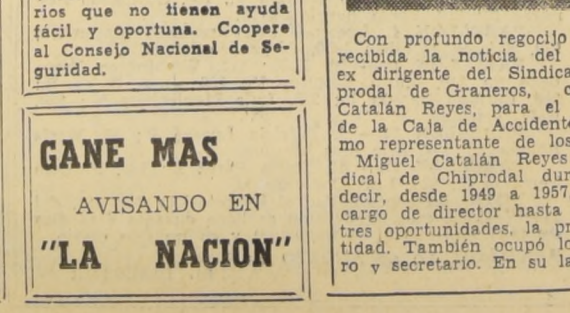 rios que no tienen ayuda
fácil y oportuna. Coopere
al Consejo Nacional de Se-
guridad.
GANE MAS
AVISANDO EN
"LA NACION"
Con profundo regocijo
recibida la noticia del
ex dirigente del Sindica
prodal de Graneros,
Catalán Reyes, para el
de la Caja de Accident
mo representante de los
Miguel Catalán Reyes
dical de Chiprodal dur
decir, desde 1949 a 1957
cargo de director hasta
tres oportunidades, la pr
tidad. También ocupó lo
ro y secretario. En su la